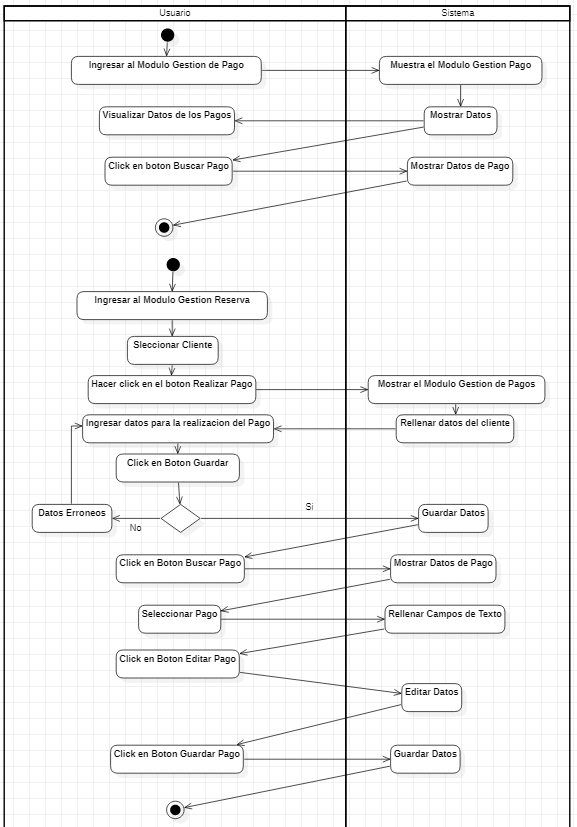 Usuario
Sistema
Ingresar al Modulo Gestion de Pago
Muestra el Modulo Gestion Pago
Visualizar Datos de los Pagos
Mostrar Datos
Click en boton Buscar Pago
Mostrar Datos de Pago
Ingresar al Modulo Gestion Reserva
Sleccionar Cliente
Hacer click en el boton Realizar Pago
Mostrar el Modulo Gestion de Pagos
Ingresar datos para la realizacion del Pago
Rellenar datos del cliente
Click en Boton Guardar
Si
Datos Erroneos
Guardar Datos
No
Click en Boton Buscar Pago
Mostrar Datos de Pago
Seleccionar Pago
Rellenar Campos de Texto
Click en Boton Editar Pago
Editar Datos
Click en Boton Guardar Pago
Guardar Datos